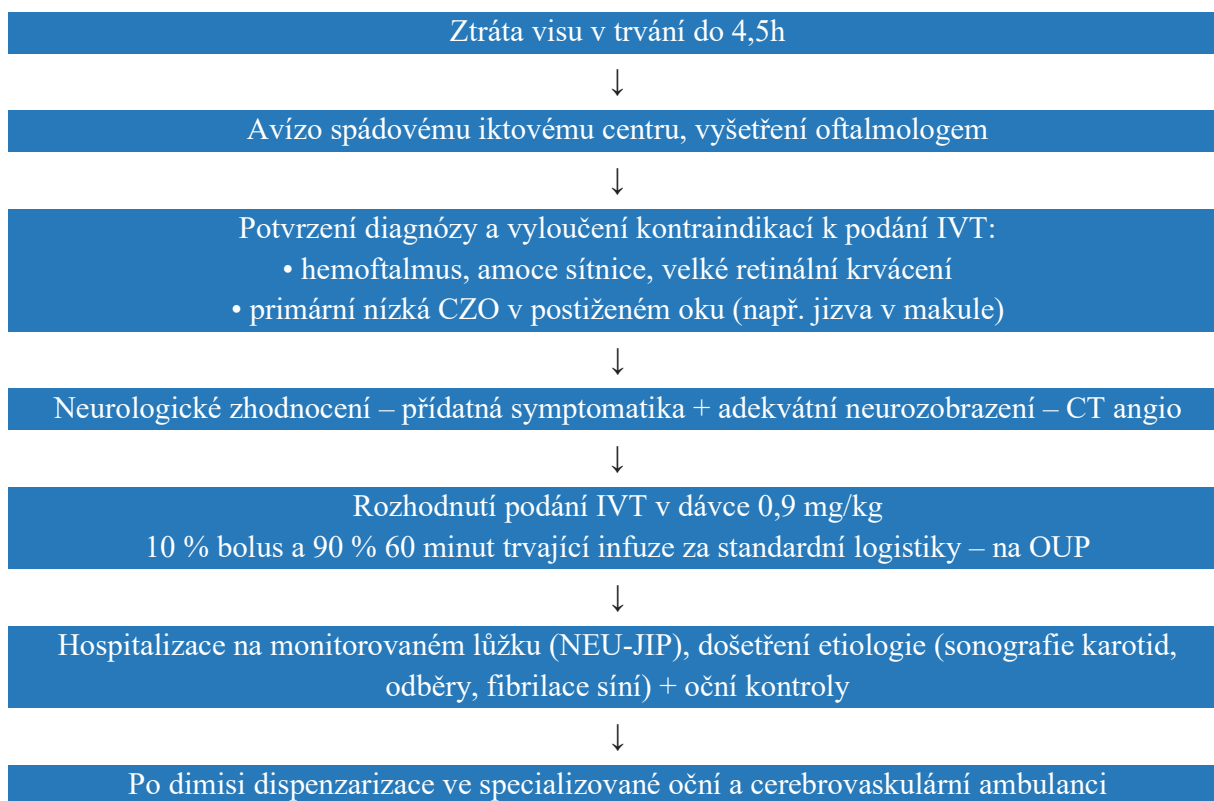 Ztráta visu v trvání do 4,5h
↓
Avízo spádovému iktovému centru, vyšetření oftalmologem
↓
Potvrzení diagnózy a vyloučení kontraindikací k podání IVT:
• hemoftalmus, amoce sítnice, velké retinální krvácení
• primární nízká CZO v postiženém oku (např. jizva v makule)
↓
Neurologické zhodnocení – přídatná symptomatika + adekvátní neurozobrazení – CT angio
↓
Rozhodnutí podání IVT v dávce 0,9 mg/kg
10 % bolus a 90 % 60 minut trvající infuze za standardní logistiky – na OUP
↓
Hospitalizace na monitorovaném lůžku (NEU-JIP), došetření etiologie (sonografie karotid,
odběry, fibrilace síní) + oční kontroly
↓
Po dimisi dispenzarizace ve specializované oční a cerebrovaskulární ambulanci